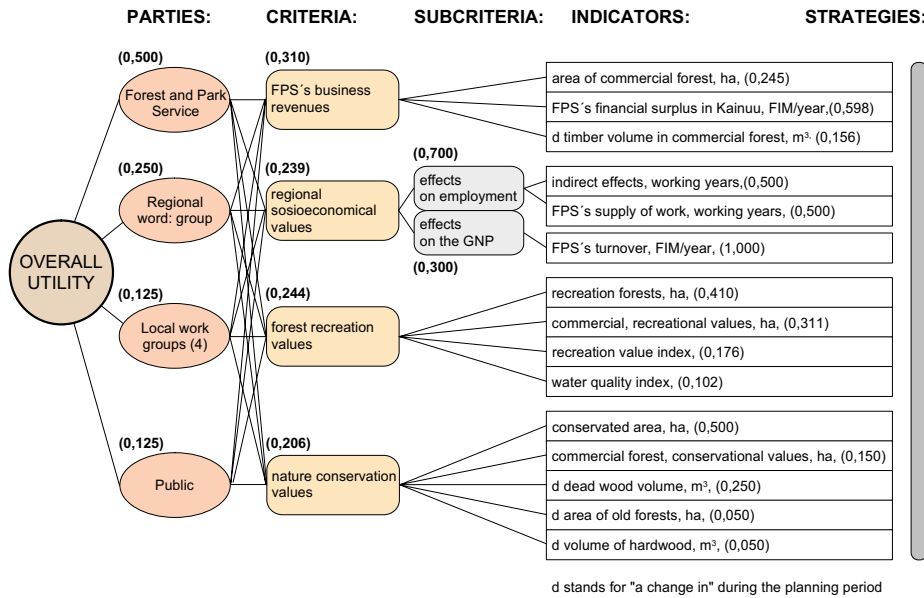 PARTIES: CRITERIA: SUBCRITERIA: INDICATORS: STRATEGIES:
OVERALL
UTILITY
(0,500)
Forest and Park
Service
(0,250)
Regional
word: group
(0,125)
Local work
groups (4)
(0,125)
Public
(0,310)
FPS´s business
revenues
(0,239)
regional
sosioeconomical
values
(0,244)
forest recreation
values
(0,206)
nature conservation
values
(0,700)
effects
on employment
effects
on the GNP
(0,300)
area of commercial forest, ha, (0,245)
FPS´s financial surplus in Kainuu, FIM/year,(0,598)
d timber volume in commercial forest, m³, (0,156)
indirect effects, working years,(0,500)
FPS´s supply of work, working years, (0,500)
FPS´s turnover, FIM/year, (1,000)
recreation forests, ha, (0,410)
commercial, recreational values, ha, (0,311)
recreation value index, (0,176)
water quality index, (0,102)
conservated area, ha, (0,500)
commercial forest, conservational values, ha, (0,150)
d dead wood volume, m³, (0,250)
d area of old forests, ha, (0,050)
d volume of hardwood, m³, (0,050)
d stands for "a change in" during the planning period